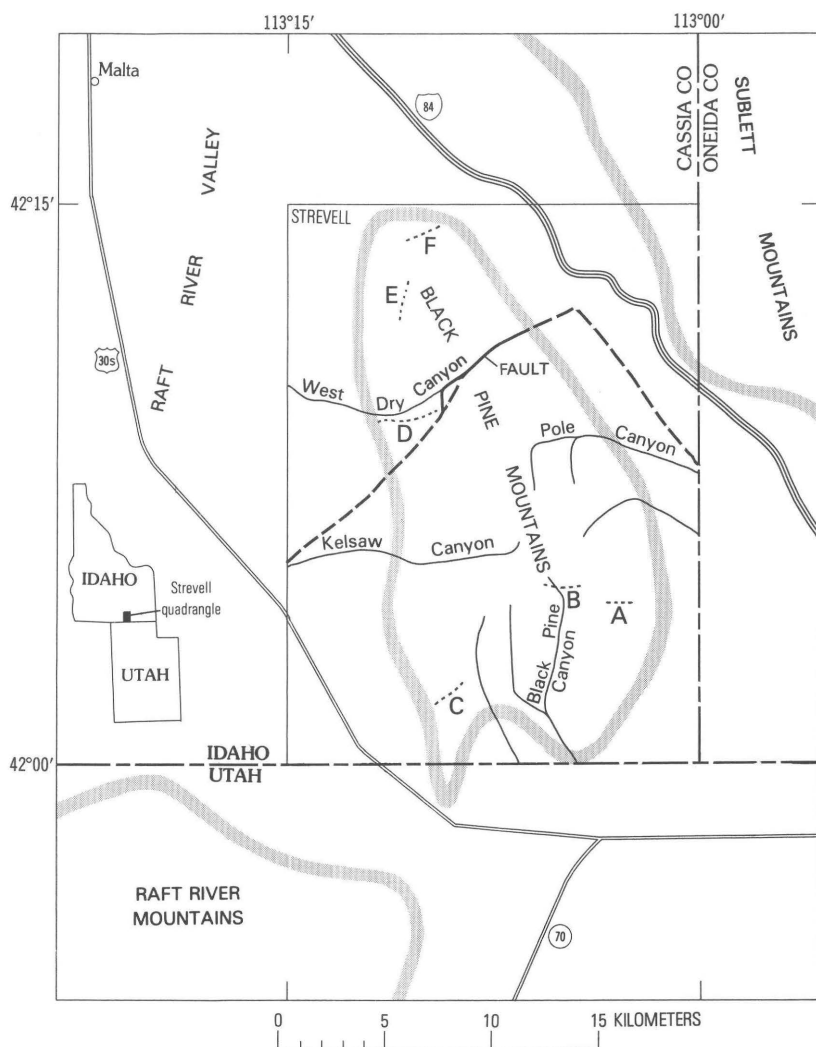 113°15'
113°00'
Malta
84
CASSIA CO
ONEIDA CO
SUBLETT
MOUNTAINS
RAFT RIVER VALLEY
42°15'
STREVELL
F
E
BLACK
PINE
MOUNTAINS
30s
West Dry Canyon
FAULT
D
Pole Canyon
Kelsaw Canyon
IDAHO
Strevell
quadrangle
UTAH
B
A
Black Pine
Canyon
C
IDAHO
UTAH
42°00'
RAFT RIVER
MOUNTAINS
70
0 5 10 15 KILOMETERS